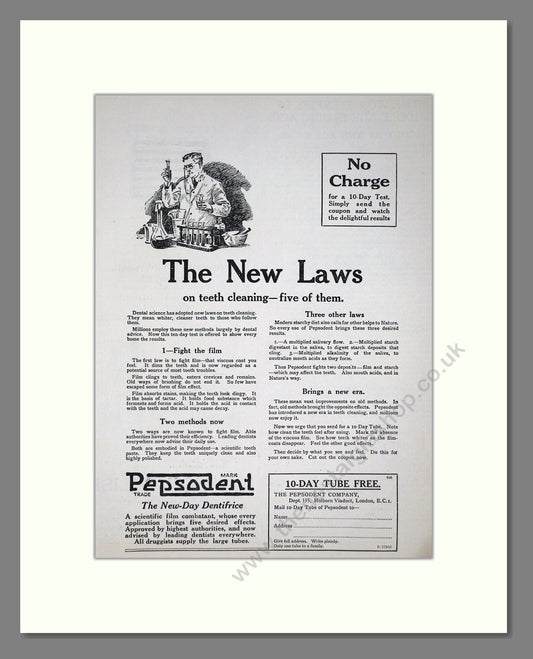 No
Charge
for a 10-Day Test,
Simply send the
coupon and watch
the delightful results
The New Laws
on teeth cleaning—five of them.
Dental science has adopted new laws on teeth cleaning.
They mean whiter, cleaner teeth to those who follow
them.
Millions employ these new methods largely by dental
advice. Now this ten-day test is offered to show every
home the results.
1—Fight the film
The first law is to fight film—that viscous coat you
feel. It dims the teeth and is now regarded as a
potential source of most tooth troubles.
Film clings to teeth, enters crevices and remains.
Old ways of brushing do not end it. So few have
escaped some form of film effect.
Film absorbs stains, making the teeth look dingy. It
is the basis of tartar. It holds food substance which
ferments and forms acid. It holds the acid in contact
with the teeth and the acid may cause decay.
Two methods now
Two ways are now known to fight film. Able
authorities have proved their efficiency. Leading dentists
everywhere now advise their daily use.
Both are embodied in Pepsodent—a scientific tooth
paste. They keep the teeth uniquely clean and also
highly polished.
Three other laws
Modern starchy diet also calls for other helps to Nature.
So every use of Pepsodent brings these three desired
results.
1.—A multiplied salivary flow. 2.—Multiplied starch
digestant in the saliva, to digest starch deposits that
cling. 3.—Multiplied alkalinity of the saliva, to
neutralize mouth acids as they form.
Thus Pepsodent fights two deposits—film and starch
—which may affect the teeth. Also mouth acids, and in
Nature's way.
Brings a new era.
These mean vast improvements on old methods. In
fact, old methods brought the opposite effects. Pepsodent
has introduced a new era in teeth cleaning, and millions
now enjoy it.
Now we urge that you send for a 10 Day Tube. Note
how clean the teeth feel after using. Mark the absence
of the viscous film. See how teeth whiten as the film-
coats disappear. Get the other good effects.
Then decide by what you see and feel. Do this for
your own sake. Cut out the coupon now.
Pepsodent
TRADE MARK
The New-Day Dentifrice
A scientific film combatant, whose every
application brings five desired effects.
Approved by highest authorities, and now
advised by leading dentists everywhere.
All druggists supply the large tubes.
10-DAY TUBE FREE.
THE PEPSODENT COMPANY,
Holborn Viaduct, London, E.C.1.
Mail 10-Day Tube of Pepsodent to—
Name
Address
Give full address. Write plainly.
Only one tube to a family.